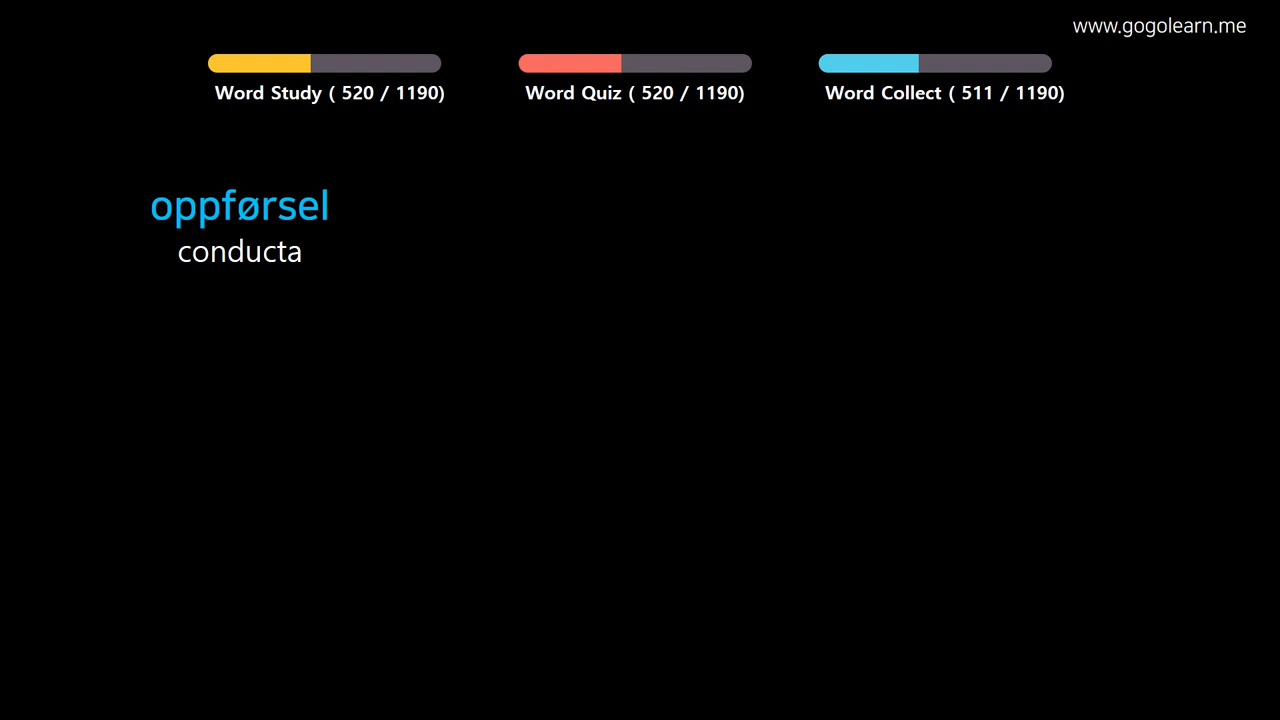 www.gogolearn.me
Word Study ( 520 / 1190)
Word Quiz ( 520 / 1190)
Word Collect ( 511 / 1190)
oppførsel
conducta